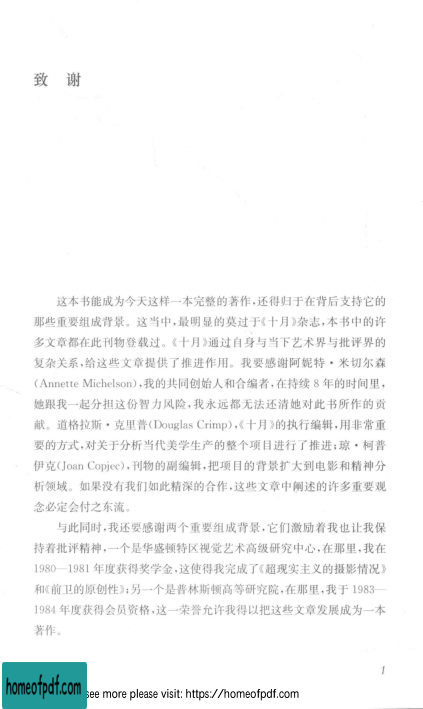 致 谢
这本书能成为今天这样一本完整的著作,还得归于在背后支持它的
那些重要组成背景。这当中,最明显的莫过于《十月》杂志,本书中的许
多文章都在此刊物登载过。《十月》通过自身与当下艺术界与批评界的
复杂关系,给这些文章提供了推进作用。我要感谢阿妮特·米切尔森
(Annette Michelson),我的共同创始人和合编者,在持续 8 年的时间里,
她跟我一起分担这份智力风险,我永远都无法还清她对此书所作的贡
献。道格拉斯·克里普(Douglas Crimp),《十月》的执行编辑,用非常重
要的方式,对关于分析当代美学生产的整个项目进行了推进;琼·柯普
伊克(Joan Copjec),刊物的副编辑,把项目的背景扩大到电影和精神分
析领域。如果没有我们如此精深的合作,这些文章中阐述的许多重要观
念必定会付之东流。
与此同时,我还要感谢两个重要组成背景,它们激励着我也让我保
持着批评精神,一个是华盛顿特区视觉艺术高级研究中心,在那里,我在
1980—1981 年度获得奖学金,这使得我完成了《超现实主义的摄影情况》
和《前卫的原创性》;另一个是普林斯顿高等研究院,在那里,我于 1983—
1984 年度获得会员资格,这一荣誉允许我得以把这些文章发展成为一本
著作。
1
homeofpdf.com
see more please visit: https://homeofpdf.com